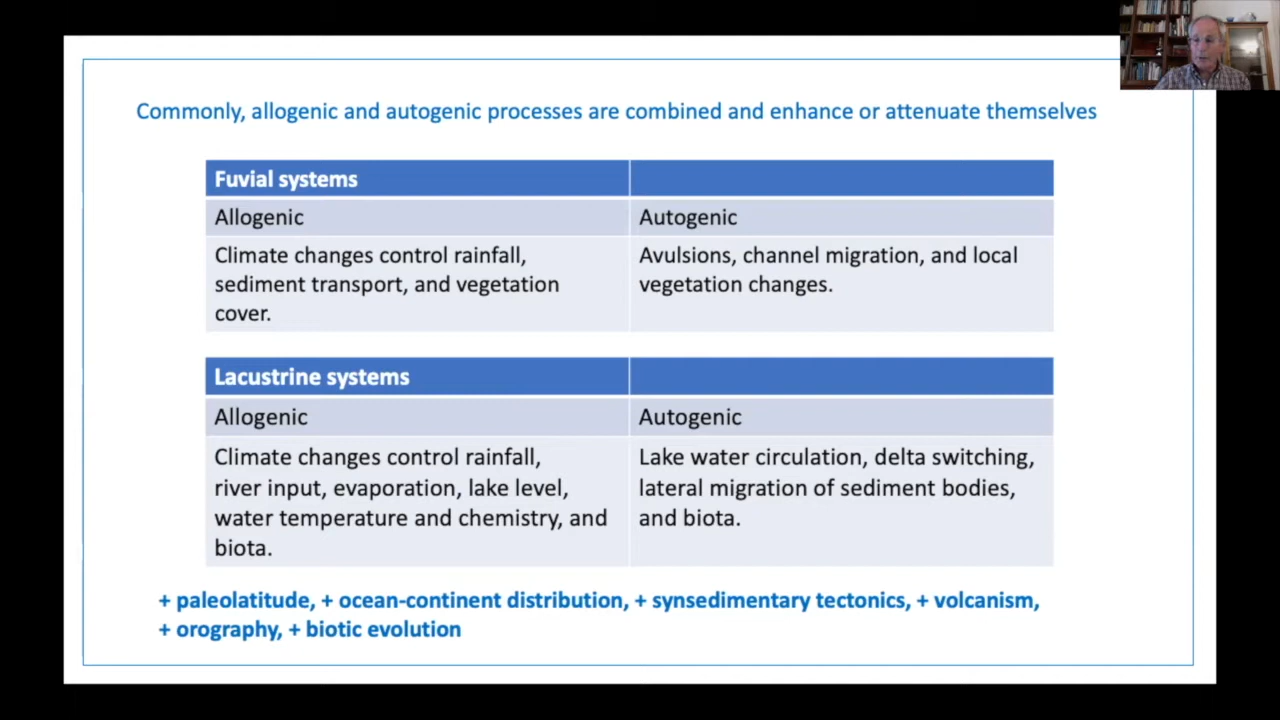 Commonly, allogenic and autogenic processes are combined and enhance or attenuate themselves
Fuvial systems
Allogenic
Autogenic
Climate changes control rainfall,
sediment transport, and vegetation
cover.
Avulsions, channel migration, and local
vegetation changes.
Lacustrine systems
Allogenic
Autogenic
Climate changes control rainfall,
river input, evaporation, lake level,
water temperature and chemistry, and
biota.
Lake water circulation, delta switching,
lateral migration of sediment bodies,
and biota.
+ paleolatitude, + ocean-continent distribution, + synsedimentary tectonics, + volcanism,
+ orography, + biotic evolution